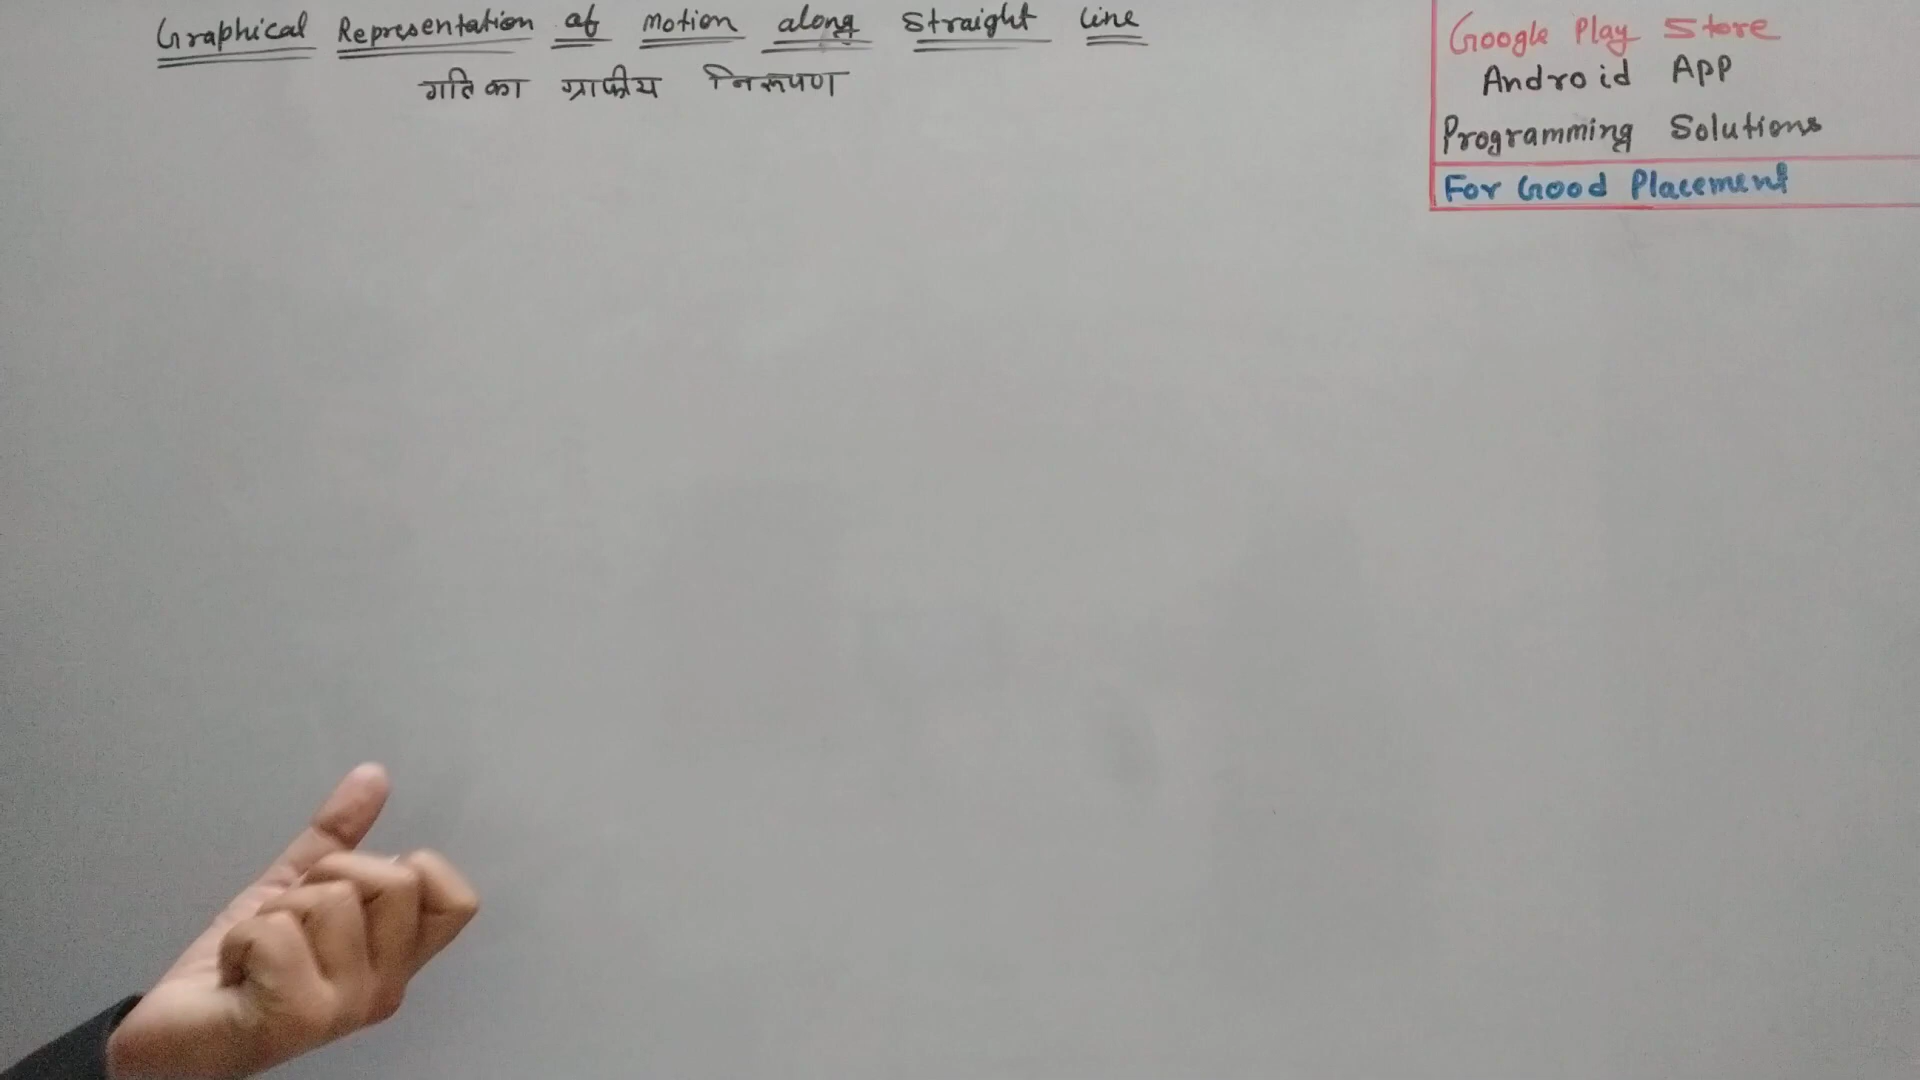 Graphical Representation of motion along Straight line
गति का ग्राफीय निरूपण
Google Play Store
Android App
Programming Solutions
For Good Placement